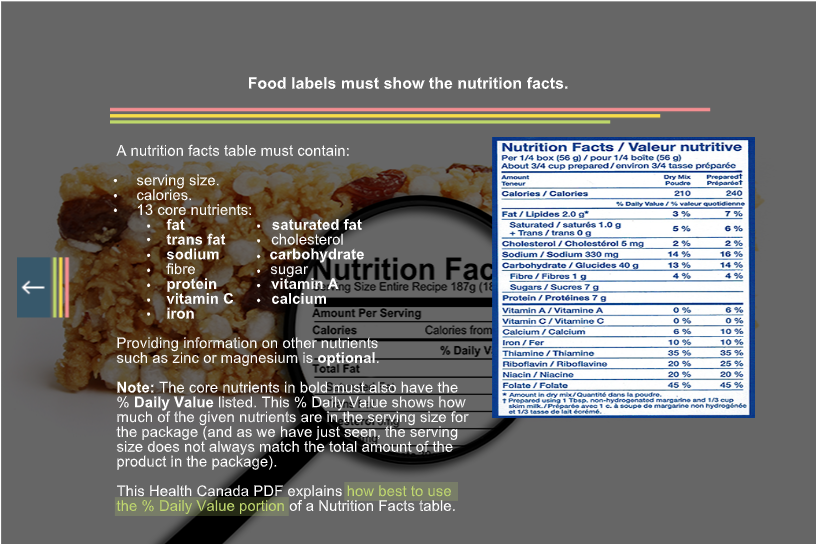 Food labels must show the nutrition facts.
A nutrition facts table must contain:
• serving size.
• calories.
• 13 core nutrients:
• fat
• trans fat
• sodium
• fibre
• protein
• vitamin C
• iron
• saturated fat
• cholesterol
• carbohydrate
• sugar
• vitamin A
• calcium
Providing information on other nutrients
such as zinc or magnesium is optional.
Note: The core nutrients in bold must also have the
% Daily Value listed. This % Daily Value shows how
much of the given nutrients are in the serving size for
the package (and as we have just seen, the serving
size does not always match the total amount of the
product in the package).
This Health Canada PDF explains how best to use
the % Daily Value portion of a Nutrition Facts table.
Nutrition Fac
Serving Size Entire Recipe 187g (18
Amount Per Serving
Calories Calories from
% Daily V
Total Fat
Nutrition Facts / Valeur nutritive
Per 1/4 box (56 g) / pour 1/4 boîte (56 g)
About 3/4 cup prepared / environ 3/4 tasse préparée
Amount Dry Mix Prepared†
Teneur Poudre Préparée†
Calories / Calories 210 240
% Daily Value / % valeur quotidienne
Fat / Lipides 2.0 g* 3 % 7 %
Saturated / saturés 1.0 g
+ Trans / trans 0 g 5 % 6 %
Cholesterol / Cholestérol 5 mg 2 % 2 %
Sodium / Sodium 330 mg 14 % 16 %
Carbohydrate / Glucides 40 g 13 % 14 %
Fibre / Fibres 1 g 4 % 4 %
Sugars / Sucres 7 g
Protein / Protéines 7 g
Vitamin A / Vitamine A 0 % 6 %
Vitamin C / Vitamine C 0 % 0 %
Calcium / Calcium 6 % 10 %
Iron / Fer 10 % 10 %
Thiamine / Thiamine 35 % 35 %
Riboflavin / Riboflavine 20 % 25 %
Niacin / Niacine 20 % 20 %
Folate / Folate 45 % 45 %
* Amount in dry mix / Quantité dans la poudre.
† Prepared using 1 Tbsp. non-hydrogenated margarine and 1/3 cup
skim milk. / Préparée avec 1 c. à soupe de margarine non hydrogénée
et 1/3 tasse de lait écrémé.